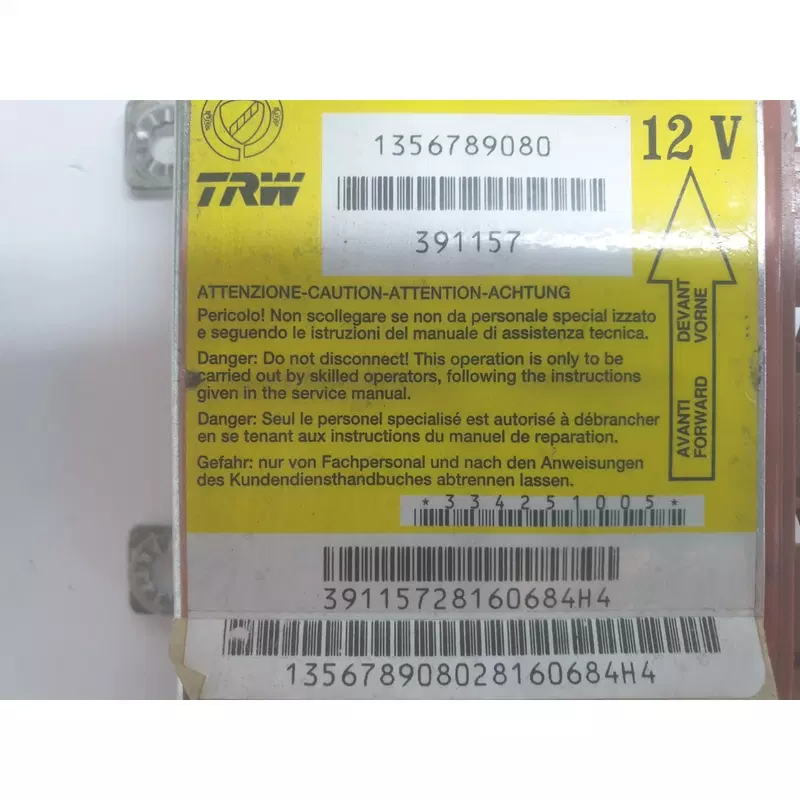 1356789080
12 V
TRW
391157
DEVANT
VORNE
AVANTI
FORWARD
ATTENZIONE-CAUTION-ATTENTION-ACHTUNG
Pericolo! Non scollegare se non da personale special izzato
e seguendo le istruzioni del manuale di assistenza tecnica.
Danger: Do not disconnect! This operation is only to be
carried out by skilled operators, following the instructions
given in the service manual.
Danger: Seul le personel specialisé est autorisé à débrancher
en se tenant aux instructions du manuel de reparation.
Gefahr: nur von Fachpersonal und nach den Anweisungen
des Kundendiensthandbuches abtrennen lassen.
*334251005*
39115728160684H4
135678908028160684H4